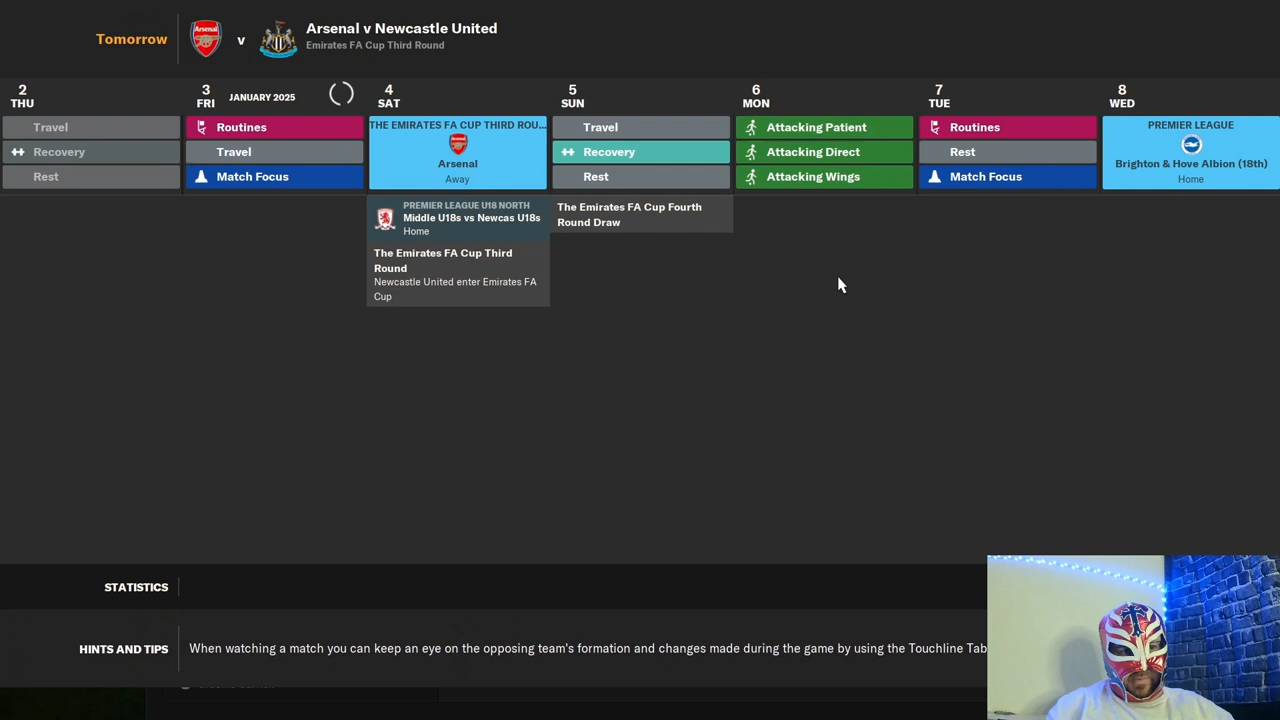 Tomorrow
Arsenal
v
Arsenal v Newcastle United
Emirates FA Cup Third Round
2
THU
3
FRI
JANUARY 2025
4
SAT
5
SUN
6
MON
7
TUE
8
WED
Travel
Recovery
Rest
Routines
Travel
Match Focus
THE EMIRATES FA CUP THIRD ROU...
Arsenal
Away
Travel
Recovery
Rest
Attacking Patient
Attacking Direct
Attacking Wings
Routines
Rest
Match Focus
PREMIER LEAGUE
Brighton & Hove Albion (18th)
Home
PREMIER LEAGUE U18 NORTH
Middle U18s vs Newcas U18s
Home
The Emirates FA Cup Third
Round
Newcastle United enter Emirates FA
Cup
The Emirates FA Cup Fourth
Round Draw
STATISTICS
HINTS AND TIPS
When watching a match you can keep an eye on the opposing team's formation and changes made during the game by using the Touchline Tab